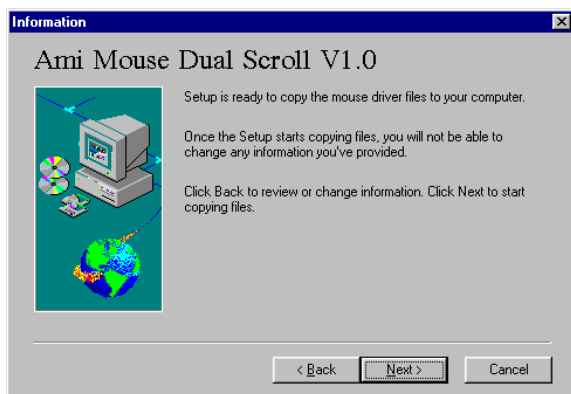 Information
Ami Mouse Dual Scroll V1.0
Setup is ready to copy the mouse driver files to your computer.
Once the Setup starts copying files, you will not be able to
change any information you've provided.
Click Back to review or change information. Click Next to start
copying files.
< Back
Next >
Cancel